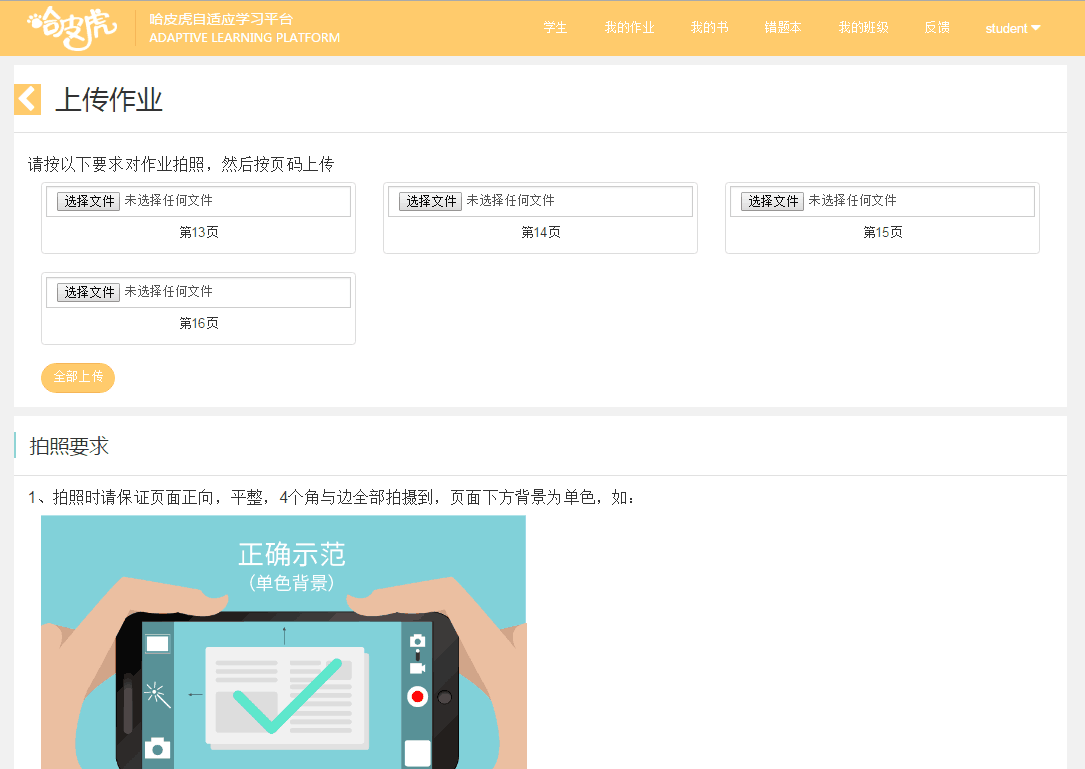 哈皮虎
哈皮虎自适应学习平台
ADAPTIVE LEARNING PLATFORM
学生 我的作业 我的书 错题本 我的班级 反馈 student
上传作业
请按以下要求对作业拍照，然后按页码上传
选择文件 未选择任何文件 选择文件 未选择任何文件 选择文件 未选择任何文件
第13页 第14页 第15页
选择文件 未选择任何文件
第16页
全部上传
拍照要求
1、拍照时请保证页面正向，平整，4个角与边全部拍摄到，页面下方背景为单色，如：
正确示范
（单色背景）